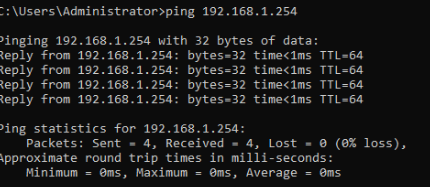 C:\Users\Administrator>ping 192.168.1.254
Pinging 192.168.1.254 with 32 bytes of data:
Reply from 192.168.1.254: bytes=32 time<1ms TTL=64
Reply from 192.168.1.254: bytes=32 time<1ms TTL=64
Reply from 192.168.1.254: bytes=32 time<1ms TTL=64
Reply from 192.168.1.254: bytes=32 time<1ms TTL=64
Ping statistics for 192.168.1.254:
Packets: Sent = 4, Received = 4, Lost = 0 (0% loss),
Approximate round trip times in milli-seconds:
Minimum = 0ms, Maximum = 0ms, Average = 0ms